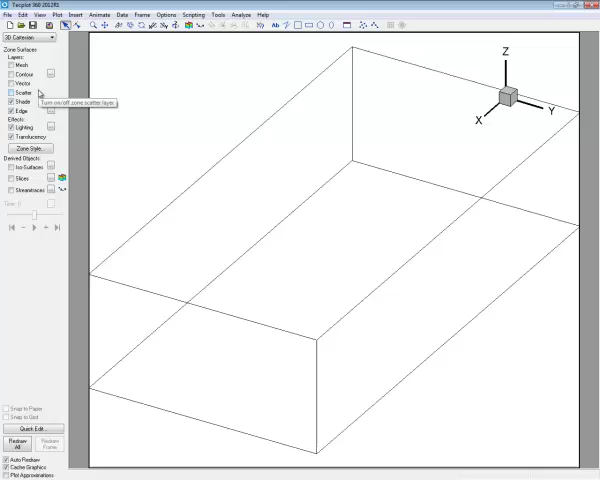 Tecplot 360 2012R1
File Edit View Plot Insert Animate Data Frame Options Scripting Tools Analyze Help
3D Cartesian
Zone Surfaces
Layers:
Mesh
Contour
Vector
Scatter
Turn on/off zone scatter layer
Shade
Edge
Effects:
Lighting
Translucency
Zone Style...
Derived Objects:
Iso-Surfaces
Slices
Streamtraces
Snap to Paper
Snap to Grid
Quick Edit...
Redraw All
Redraw Frame
Auto Redraw
Cache Graphics
Plot Approximations
Z
X
Y
Ab